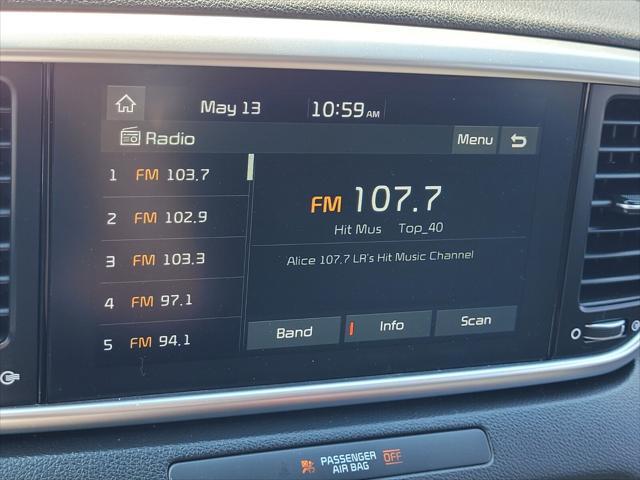 May 13 10:59 AM
Radio Menu
1 FM 103.7
2 FM 102.9
3 FM 103.3
4 FM 97.1
5 FM 94.1
FM 107.7
Hit Mus Top_40
Alice 107.7 LR's Hit Music Channel
Band Info Scan
PASSENGER
AIR BAG OFF